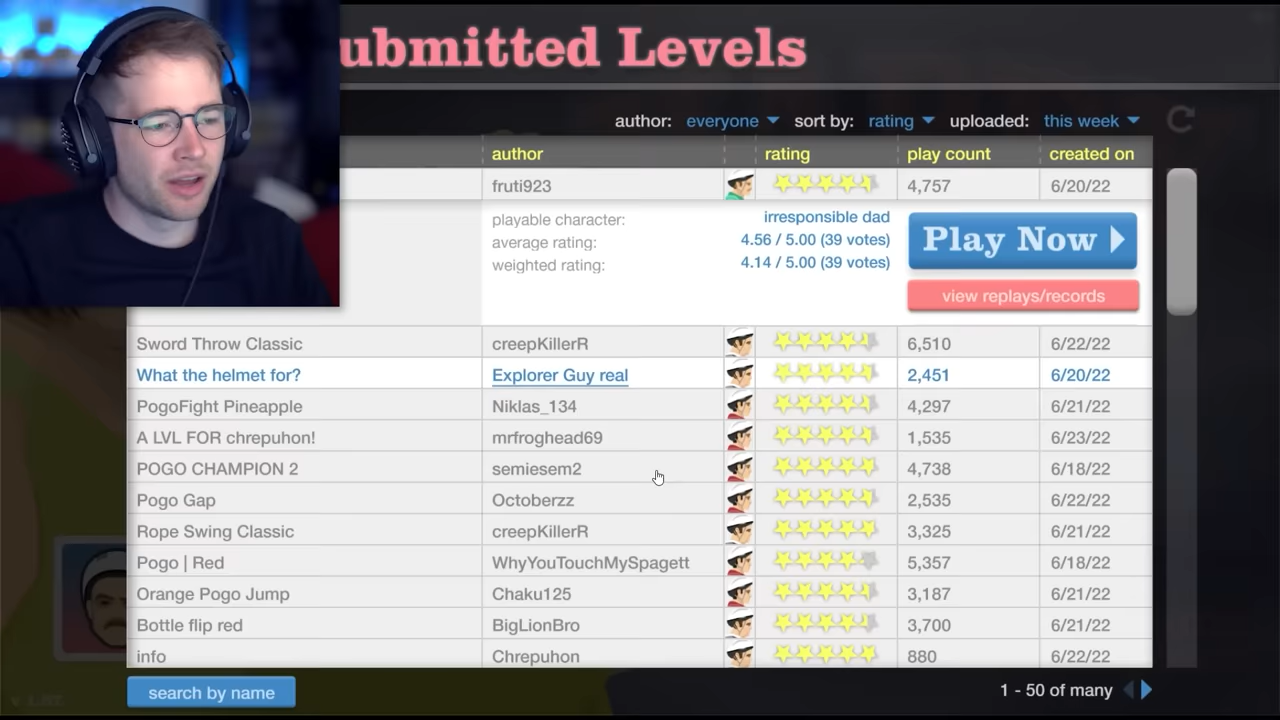 ubmitted Levels
author: everyone sort by: rating uploaded: this week
author rating play count created on
fruti923 4,757 6/20/22
playable character: irresponsible dad
average rating: 4.56 / 5.00 (39 votes)
weighted rating: 4.14 / 5.00 (39 votes)
Play Now
view replays/records
Sword Throw Classic creepKillerR 6,510 6/22/22
What the helmet for? Explorer Guy real 2,451 6/20/22
PogoFight Pineapple Niklas_134 4,297 6/21/22
A LVL FOR chrepuhon! mrfroghead69 1,535 6/23/22
POGO CHAMPION 2 semiesem2 4,738 6/18/22
Pogo Gap Octoberzz 2,535 6/22/22
Rope Swing Classic creepKillerR 3,325 6/21/22
Pogo | Red WhyYouTouchMySpagett 5,357 6/18/22
Orange Pogo Jump Chaku125 3,187 6/21/22
Bottle flip red BigLionBro 3,700 6/21/22
info Chrepuhon 880 6/22/22
search by name 1 - 50 of many